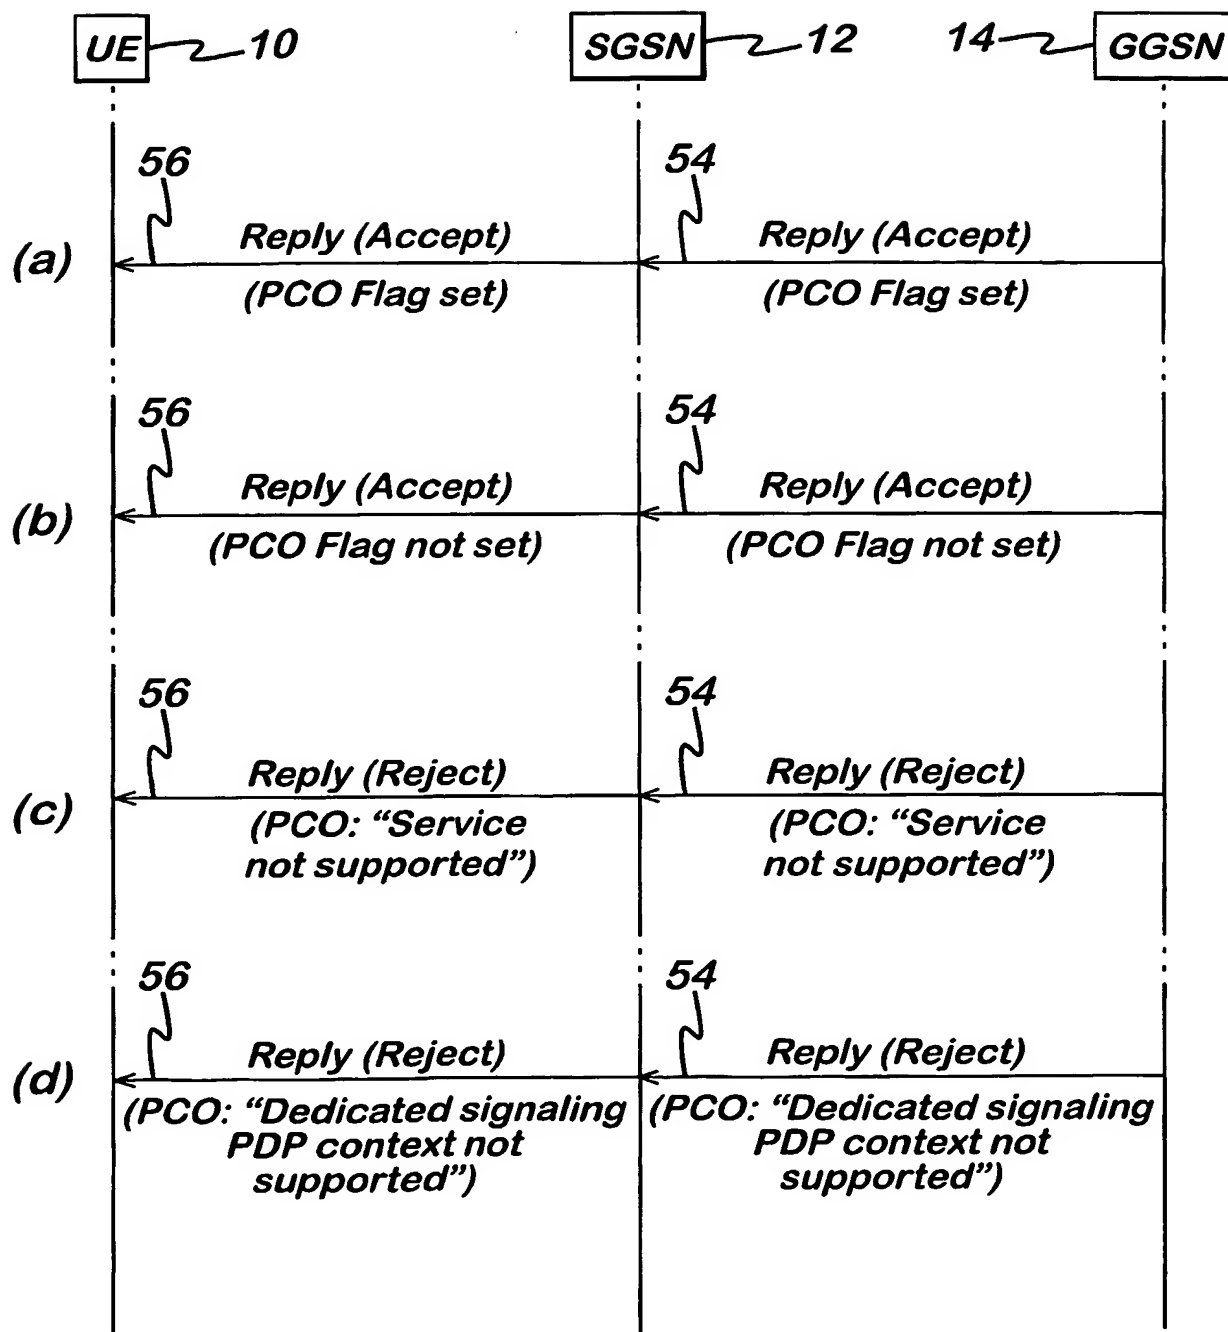 UE 10 SGSN 12 14 GGSN
56 54
(a) Reply (Accept) Reply (Accept)
(PCO Flag set) (PCO Flag set)
56 54
(b) Reply (Accept) Reply (Accept)
(PCO Flag not set) (PCO Flag not set)
56 54
(c) Reply (Reject) Reply (Reject)
(PCO: “Service (PCO: “Service
not supported”) not supported”)
56 54
(d) Reply (Reject) Reply (Reject)
(PCO: “Dedicated signaling (PCO: “Dedicated signaling
PDP context not PDP context not
supported”) supported”)